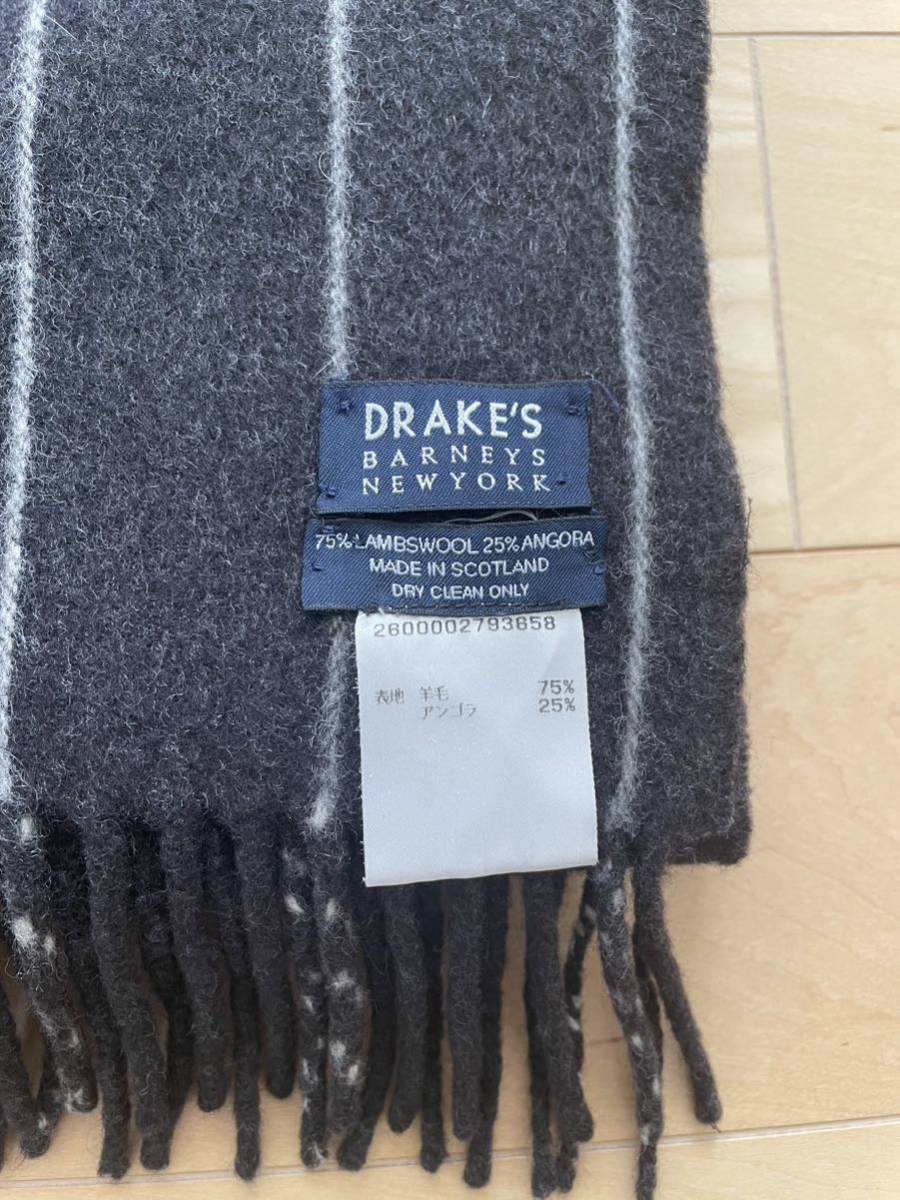 DRAKE'S
BARNEYS
NEWYORK
75% LAMBSWOOL 25% ANGORA
MADE IN SCOTLAND
DRY CLEAN ONLY
2600002793658
表地 羊毛 75%
アンゴラ 25%